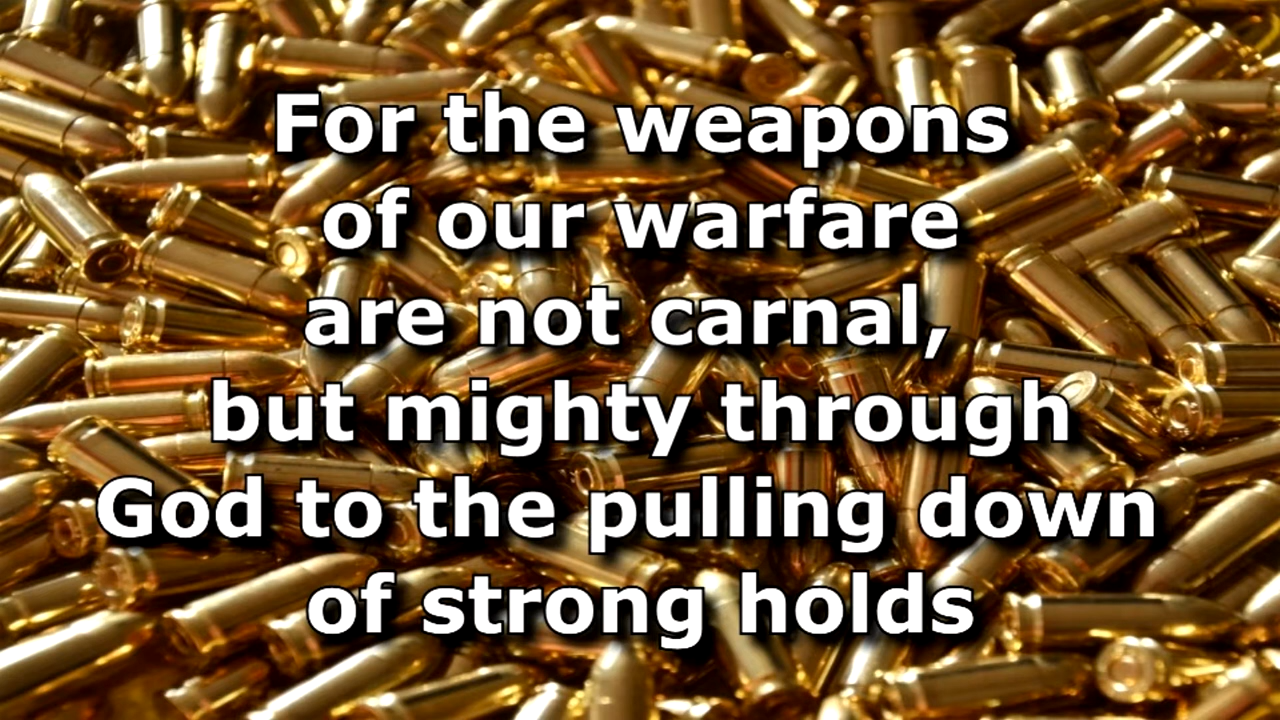 For the weapons
of our warfare
are not carnal,
but mighty through
God to the pulling down
of strong holds